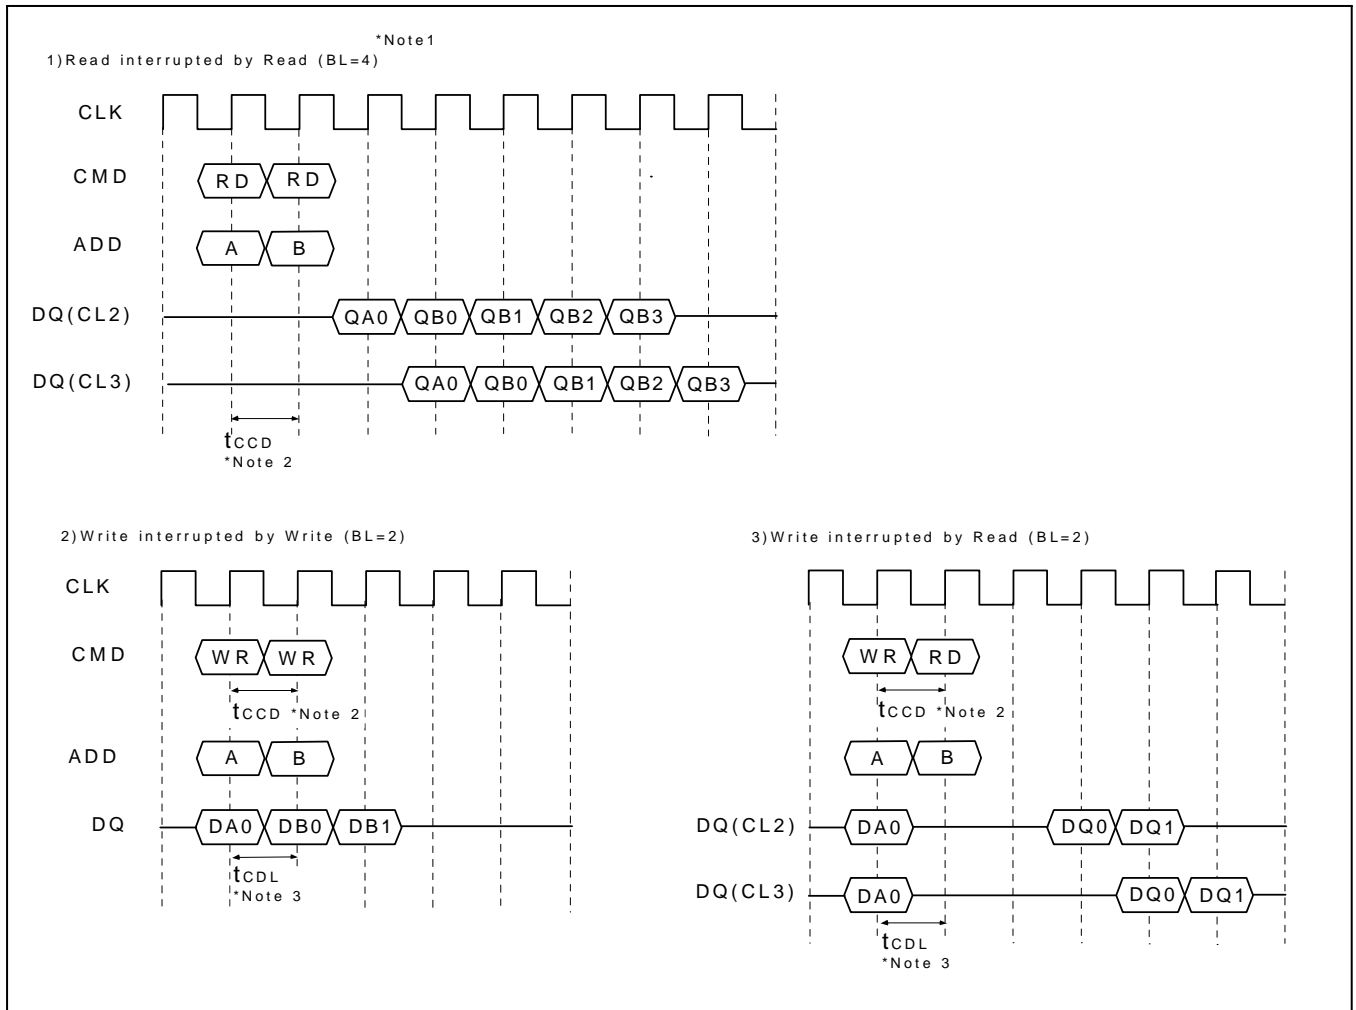 *Note1
1)Read interrupted by Read (BL=4)
CLK
CMD RD RD
ADD A B
DQ(CL2) QA0 QB0 QB1 QB2 QB3
DQ(CL3) QA0 QB0 QB1 QB2 QB3
tCCD
*Note 2
2)Write interrupted by Write (BL=2)
CLK
CMD WR WR
tCCD *Note 2
ADD A B
DQ DA0 DB0 DB1
tCDL
*Note 3
3)Write interrupted by Read (BL=2)
WR RD
tCCD *Note 2
A B
DQ(CL2) DA0 DQ0 DQ1
DQ(CL3) DA0 DQ0 DQ1
tCDL
*Note 3